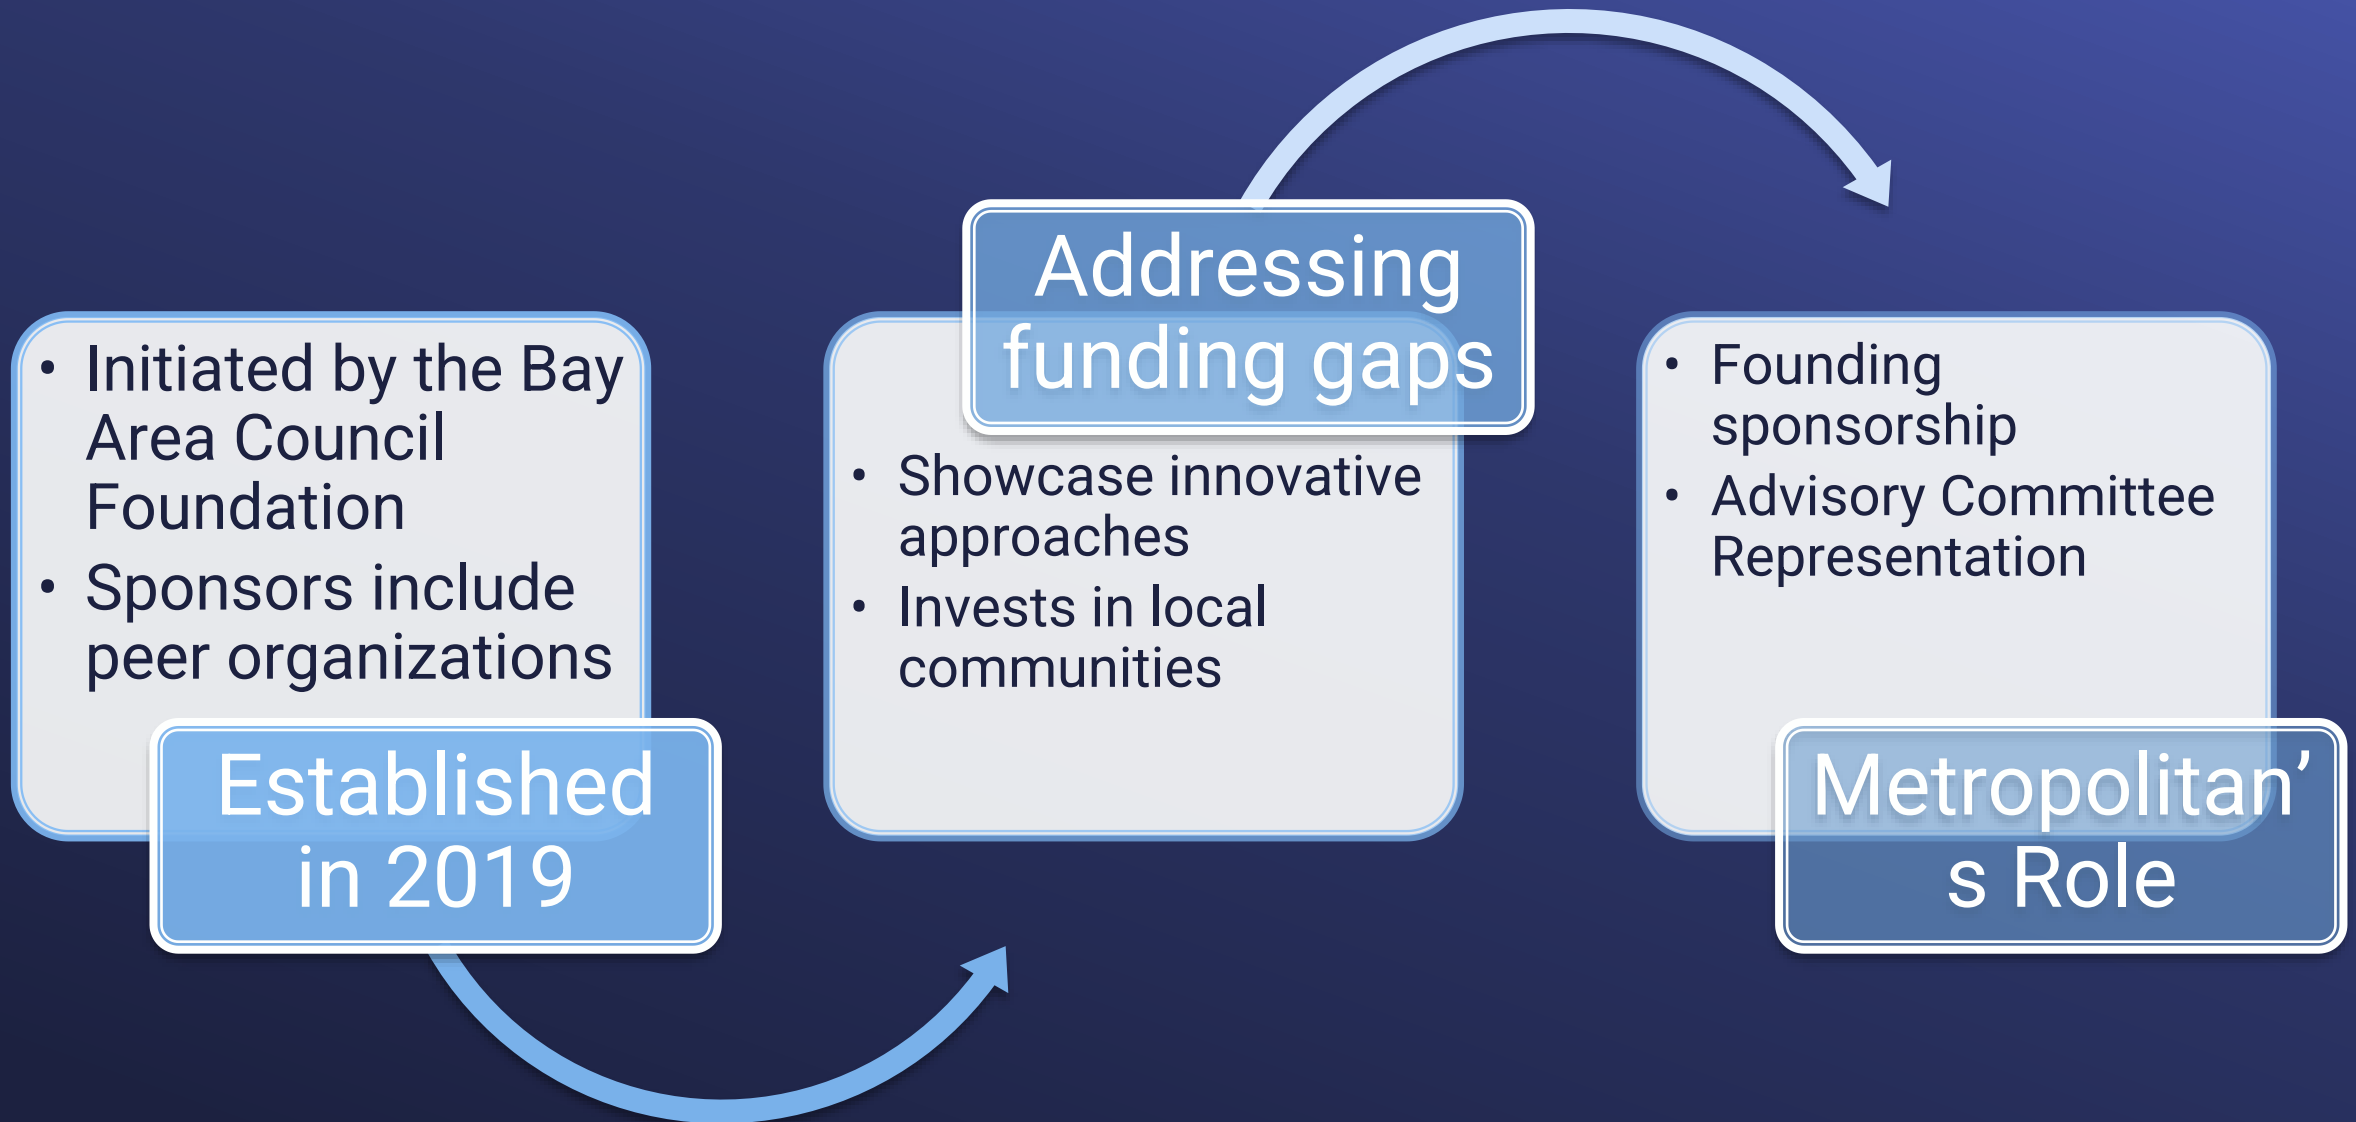 • Initiated by the Bay
Area Council
Foundation
• Sponsors include
peer organizations
Established
in 2019
Addressing
funding gaps
• Showcase innovative
approaches
• Invests in local
communities
• Founding
sponsorship
• Advisory Committee
Representation
Metropolitan’
s Role